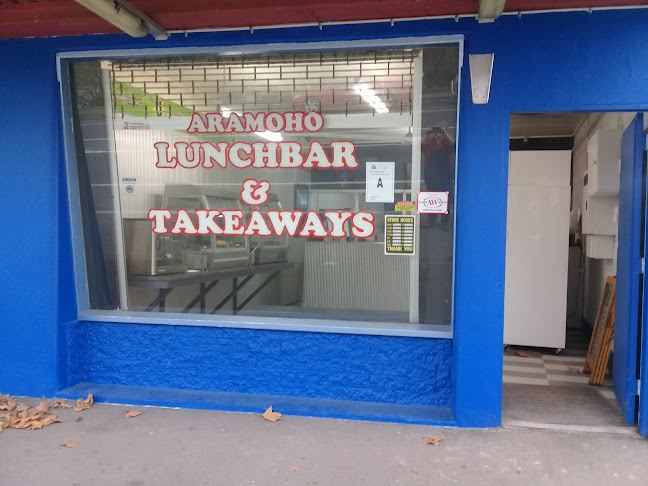 ARAMOHO
LUNCHBAR
&
TAKEAWAYS
A
STORE HOURS
THANK YOU